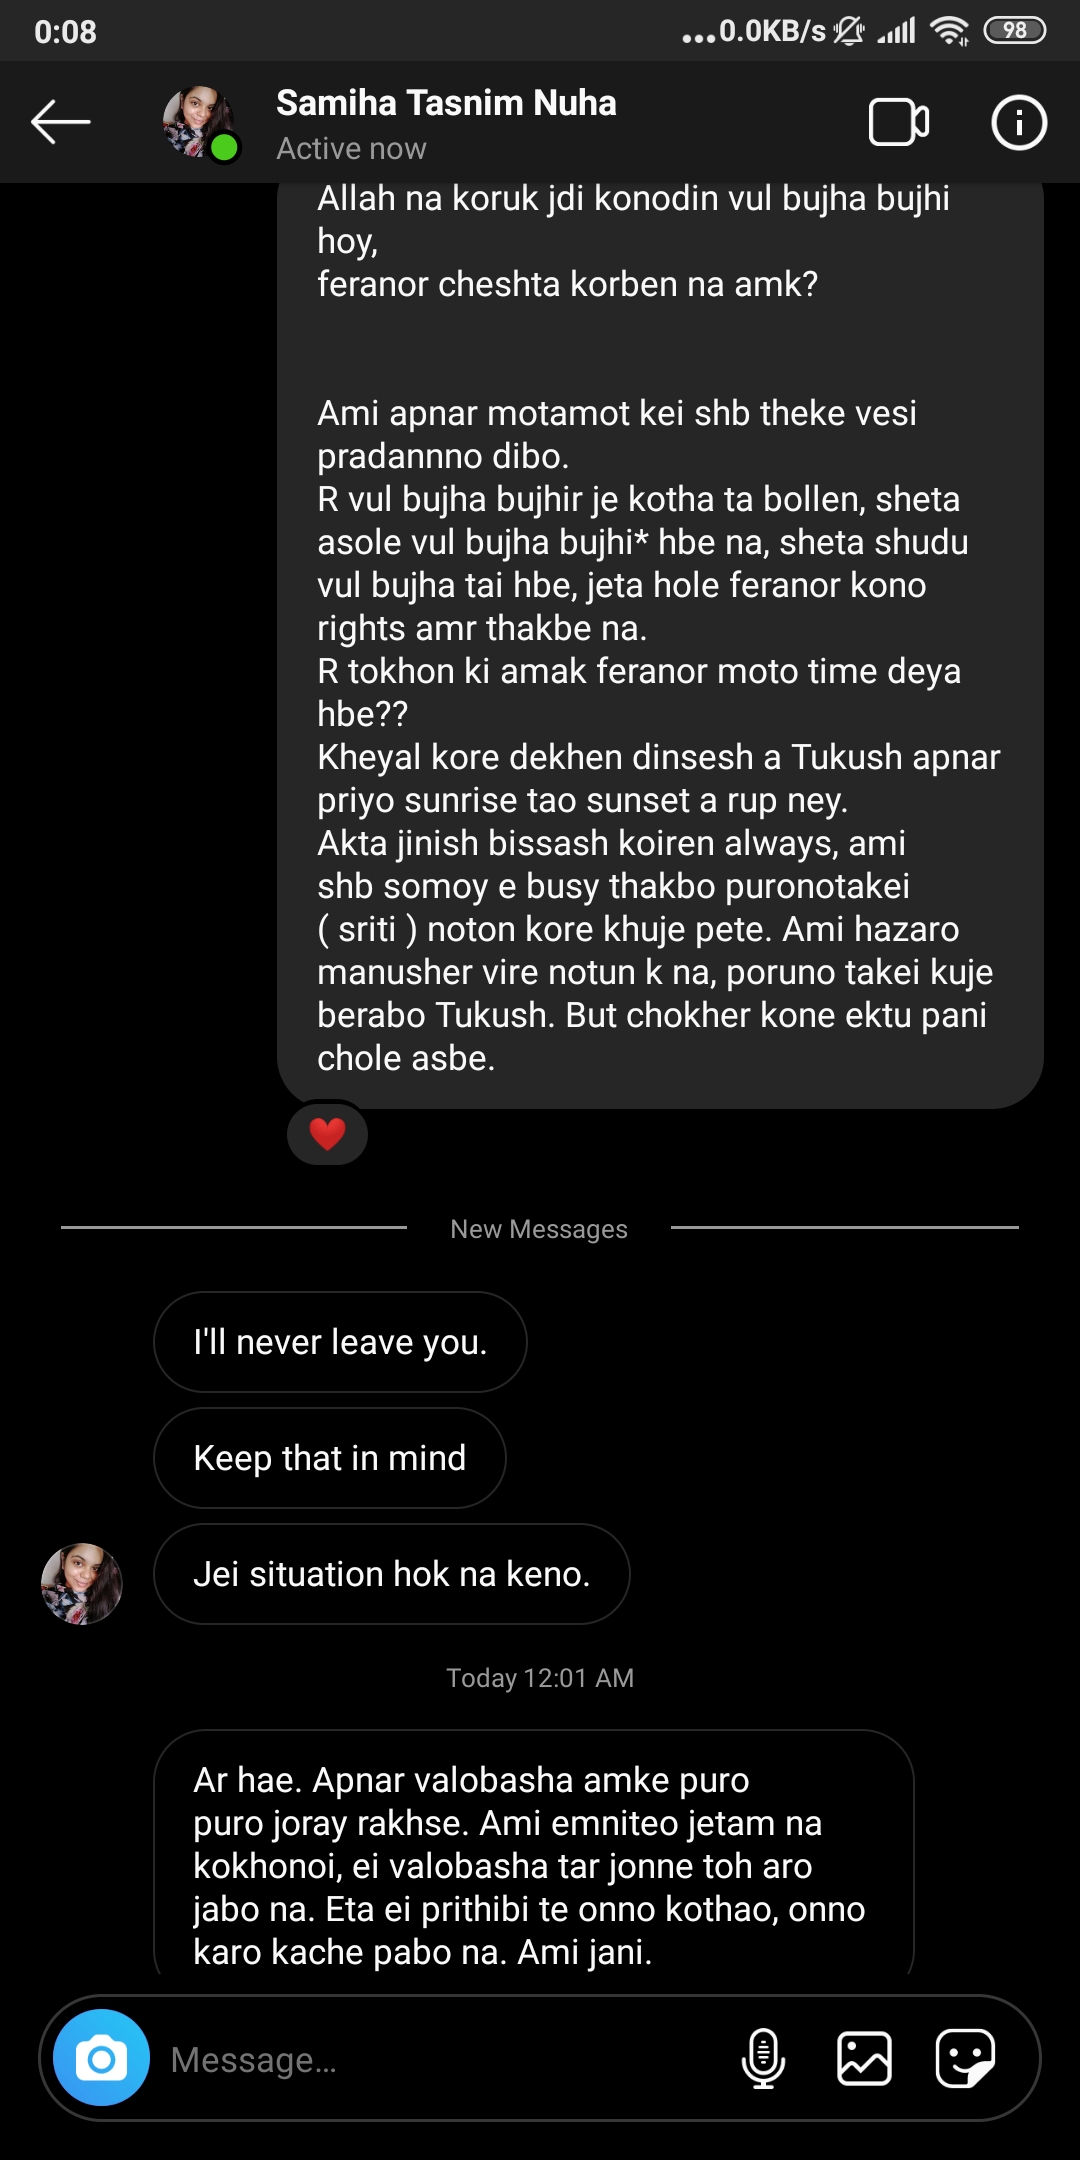 0:08
...0.0KB/s
98
Samiha Tasnim Nuha
Active now
Allah na koruk jdi konodin vul bujha bujhi
hoy,
feranor cheshta korben na amk?
Ami apnar motamot kei shb theke vesi
pradannno dibo.
R vul bujha bujhir je kotha ta bollen, sheta
asole vul bujha bujhi* hbe na, sheta shudu
vul bujha tai hbe, jeta hole feranor kono
rights amr thakbe na.
R tokhon ki amak feranor moto time deya
hbe??
Kheyal kore dekhen dinsesh a Tukush apnar
priyo sunrise tao sunset a rup ney.
Akta jinish bissash koiren always, ami
shb somoy e busy thakbo puronotakei
( sriti ) noton kore khuje pete. Ami hazaro
manusher vire notun k na, poruno takei kuje
berabo Tukush. But chokher kone ektu pani
chole asbe.
New Messages
I'll never leave you.
Keep that in mind
Jei situation hok na keno.
Today 12:01 AM
Ar hae. Apnar valobasha amke puro
puro joray rakhse. Ami emniteo jetam na
kokhonoi, ei valobasha tar jonne toh aro
jabo na. Eta ei prithibi te onno kothao, onno
karo kache pabo na. Ami jani.
Message...